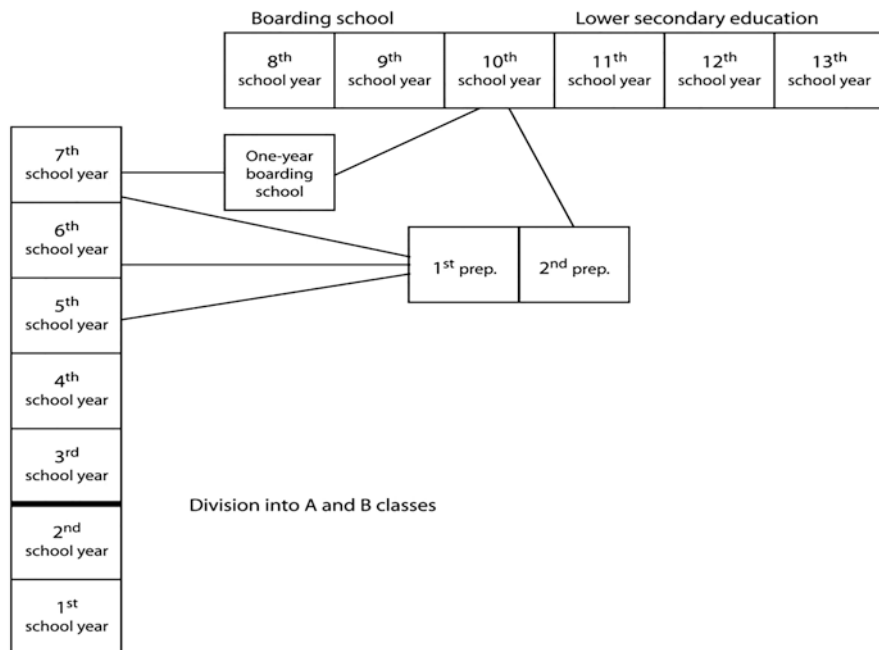 Boarding school
Lower secondary education
8th
school year
9th
school year
10th
school year
11th
school year
12th
school year
13th
school year
7th
school year
One-year
boarding
school
6th
school year
1st prep.
2nd prep.
5th
school year
4th
school year
3rd
school year
Division into A and B classes
2nd
school year
1st
school year